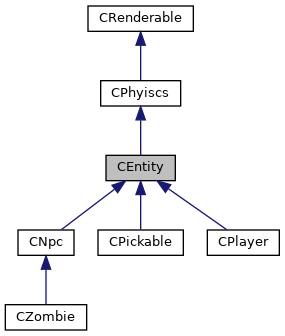 CRenderable
CPhyiscs
CEntity
CNpc CPickable CPlayer
CZombie